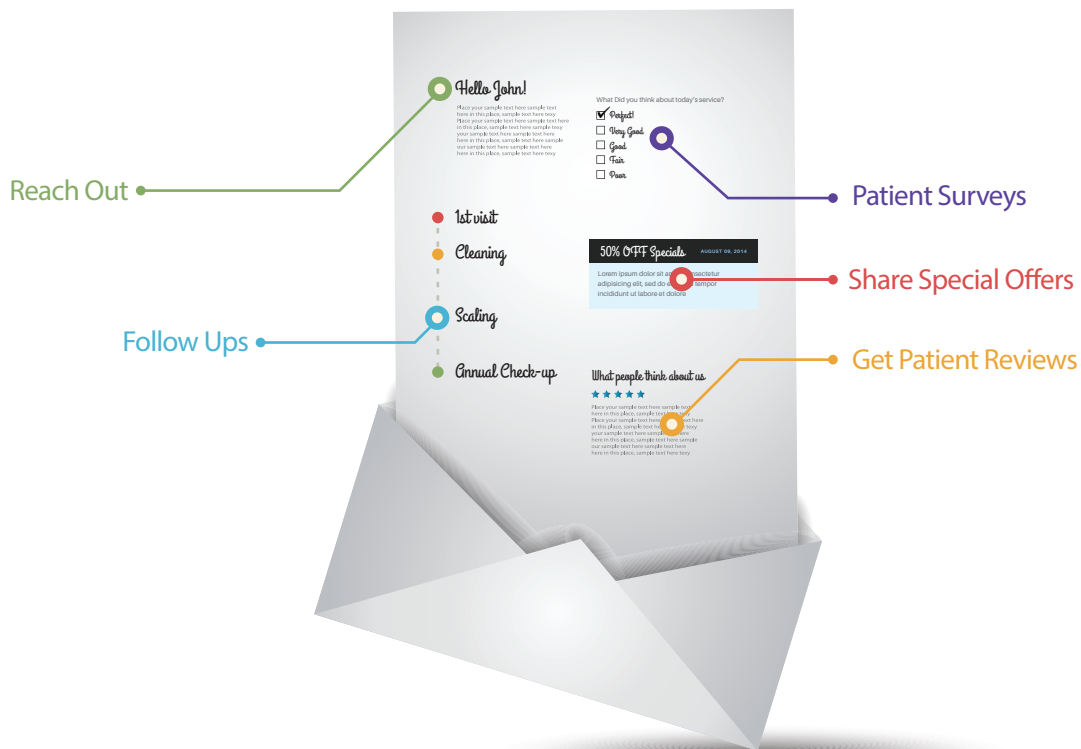 Hello John!
Place your sample text here sample text
here in this place, sample text here texy
Place your sample text here sample text here
in this place, sample text here sample texy
your sample text here sample text here
here in this place, sample text here sample
our sample text here sample text here
here in this place, sample text here texy
What Did you think about today's service?
Perfect!
Very Good
Good
Fair
Poor
Reach Out
Patient Surveys
1st visit
Cleaning
Scaling
Annual Check-up
Follow Ups
50% OFF Specials
AUGUST 09, 2014
Lorem ipsum dolor sit
adipisicing elit, sed do tempor
incididunt ut labore et dolore
Share Special Offers
Get Patient Reviews
What people think about us
Place your sample text here sample text
here in this place, sample texy
Place your sample text here text here
in this place, sample text texy
your sample text here
here in this place, sample text here sample
our sample text here sample text here
here in this place, sample text here texy